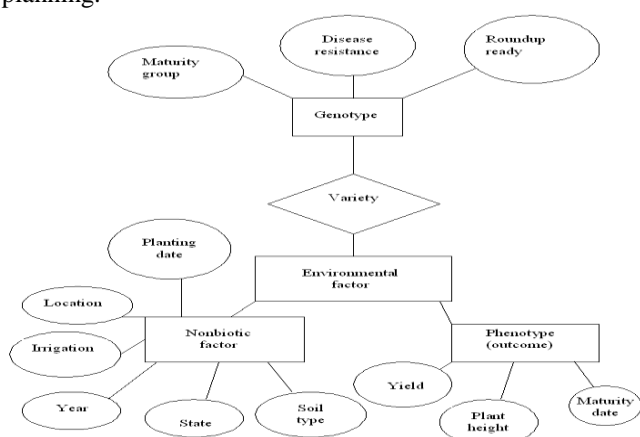 planning.
Disease
resistance
Roundup
ready
Maturity
group
Genotype
Variety
Planting
date
Environmental
factor
Location
Nonbiotic
factor
Phenotype
(outcome)
Irrigation
Yield
Year
State
Soil
type
Plant
height
Maturity
date